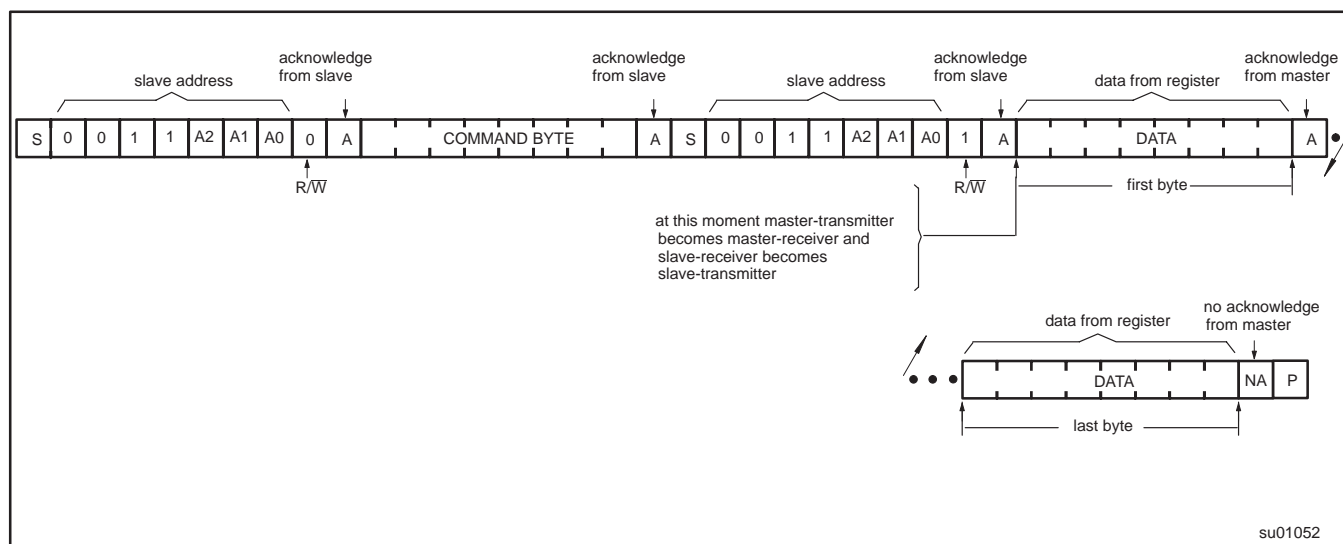 acknowledge
from slave
acknowledge
from slave
acknowledge
from slave
acknowledge
from master
slave address
slave address
data from register
S 0 0 1 1 A2 A1 A0 0 A COMMAND BYTE A S 0 0 1 1 A2 A1 A0 1 A DATA A
R/W̅
R/W̅
first byte
at this moment master-transmitter
becomes master-receiver and
slave-receiver becomes
slave-transmitter
data from register
no acknowledge
from master
DATA NA P
last byte
su01052